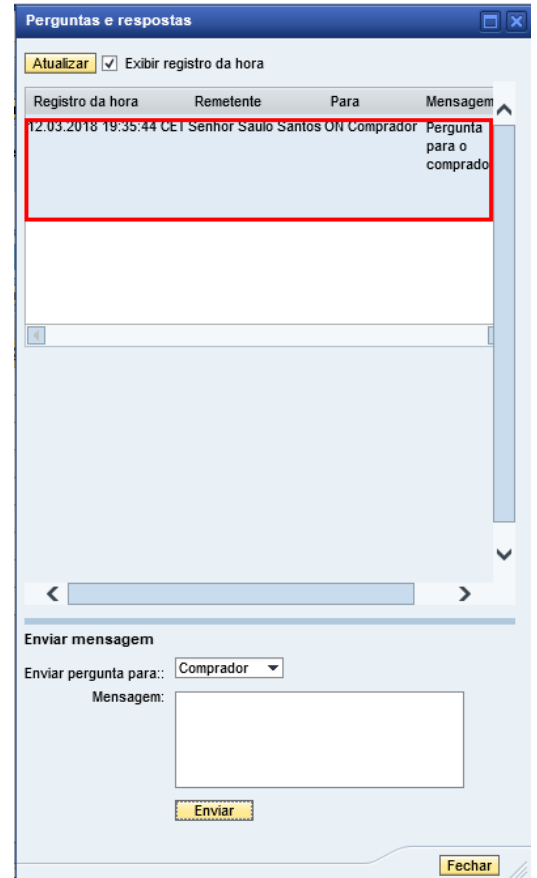 Perguntas e respostas
Atualizar Exibir registro da hora
Registro da hora Remetente Para Mensagem
12.03.2018 19:35:44 CET Senhor Saulo Santos ON Comprador Pergunta
para o
comprado
Enviar mensagem
Enviar pergunta para:: Comprador
Mensagem:
Enviar
Fechar